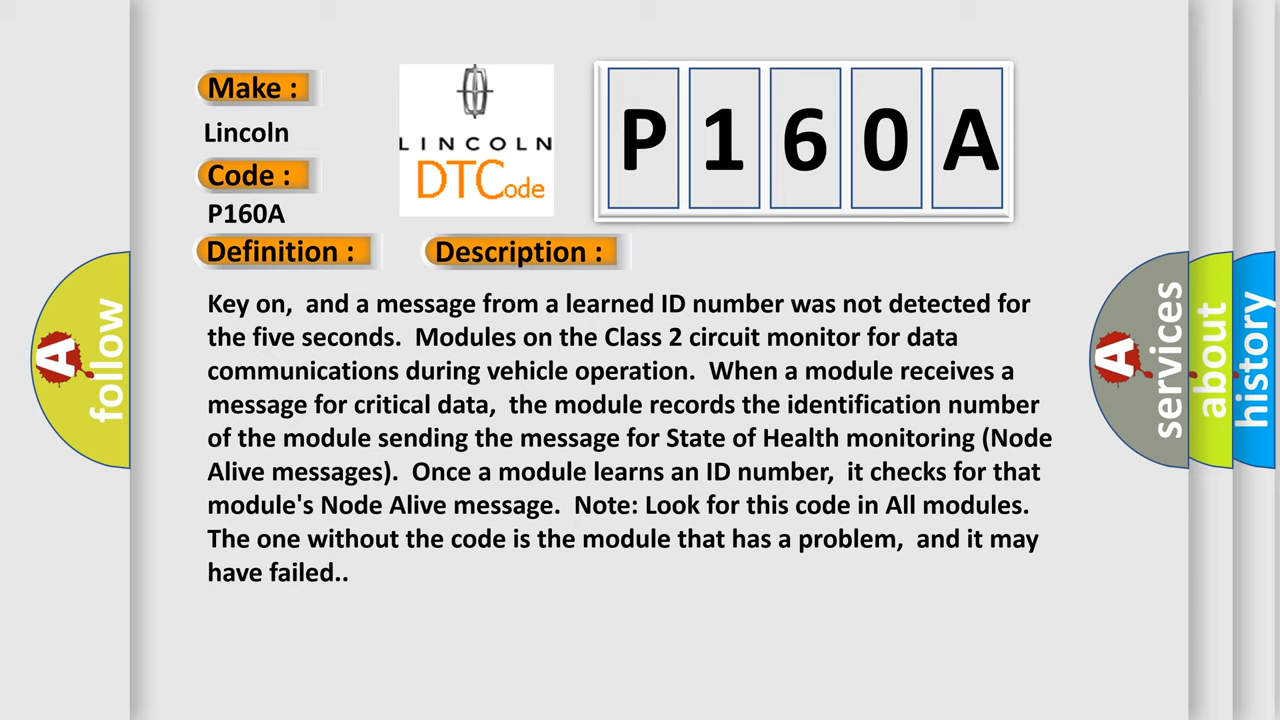 Make :
Lincoln
Code :
P160A
Definition :
Description :
LINCOLN
DTCode
P160A
Key on,  and a message from a learned ID number was not detected for
the five seconds  Modules on the Class 2 circuit monitor for data
communications during vehicle operation  When a module receives a
message for critical data,  the module records the identification number
of the module sending the message for State of Health monitoring (Node
Alive messages)  Once a module learns an ID number,  it checks for that
module's Node Alive message  Note: Look for this code in All modules
The one without the code is the module that has a problem,  and it may
have failed..
A follow
A services
about
history